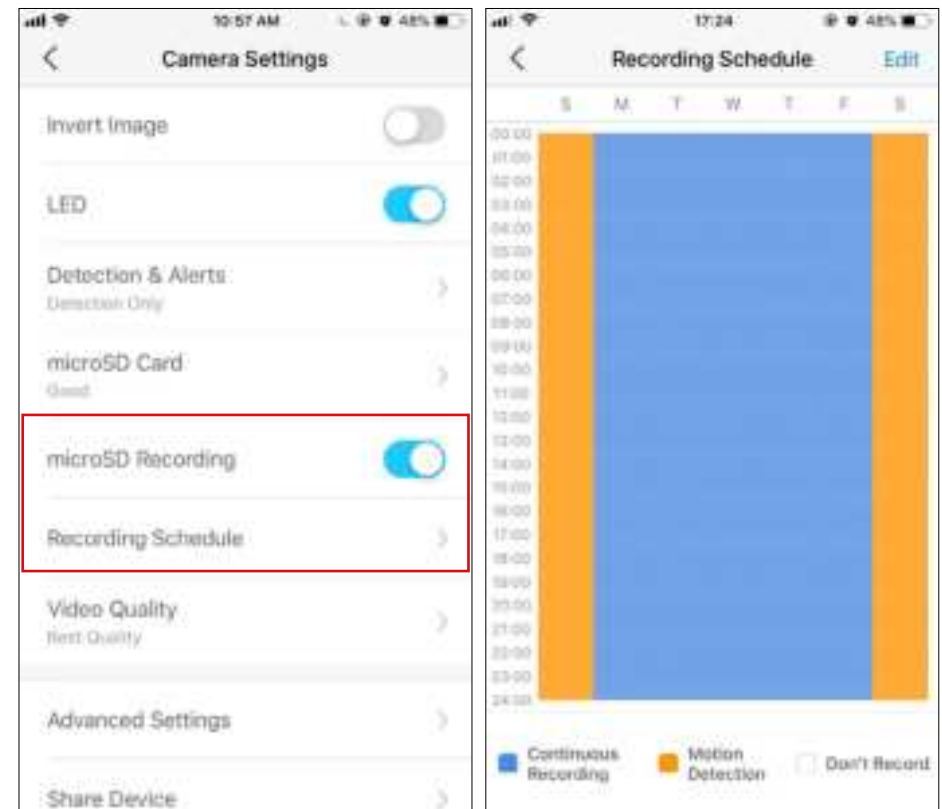 10:57 AM
48%
Camera Settings
Invert Image
LED
Detection & Alerts
Detection Only
microSD Card
Good
microSD Recording
Recording Schedule
Video Quality
Best Quality
Advanced Settings
Share Device
17:24
48%
Recording Schedule
Edit
S M T W T F S
00:00
01:00
02:00
03:00
04:00
05:00
06:00
07:00
08:00
09:00
10:00
11:00
12:00
13:00
14:00
15:00
16:00
17:00
18:00
19:00
20:00
21:00
22:00
23:00
24:00
Continuous
Recording
Motion
Detection
Don't Record